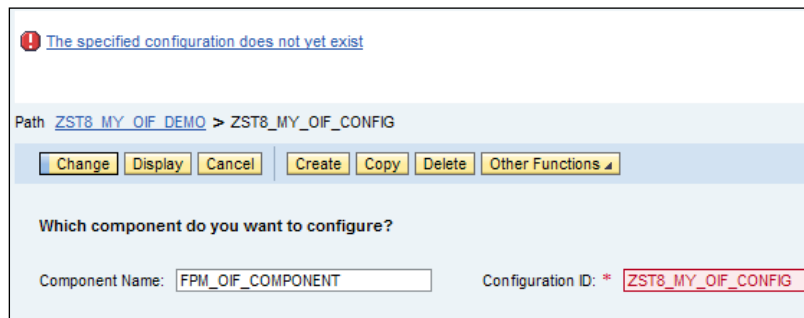 The specified configuration does not yet exist
Path ZST8_MY_OIF_DEMO > ZST8_MY_OIF_CONFIG
Change Display Cancel Create Copy Delete Other Functions
Which component do you want to configure?
Component Name: FPM_OIF_COMPONENT Configuration ID: * ZST8_MY_OIF_CONFIG